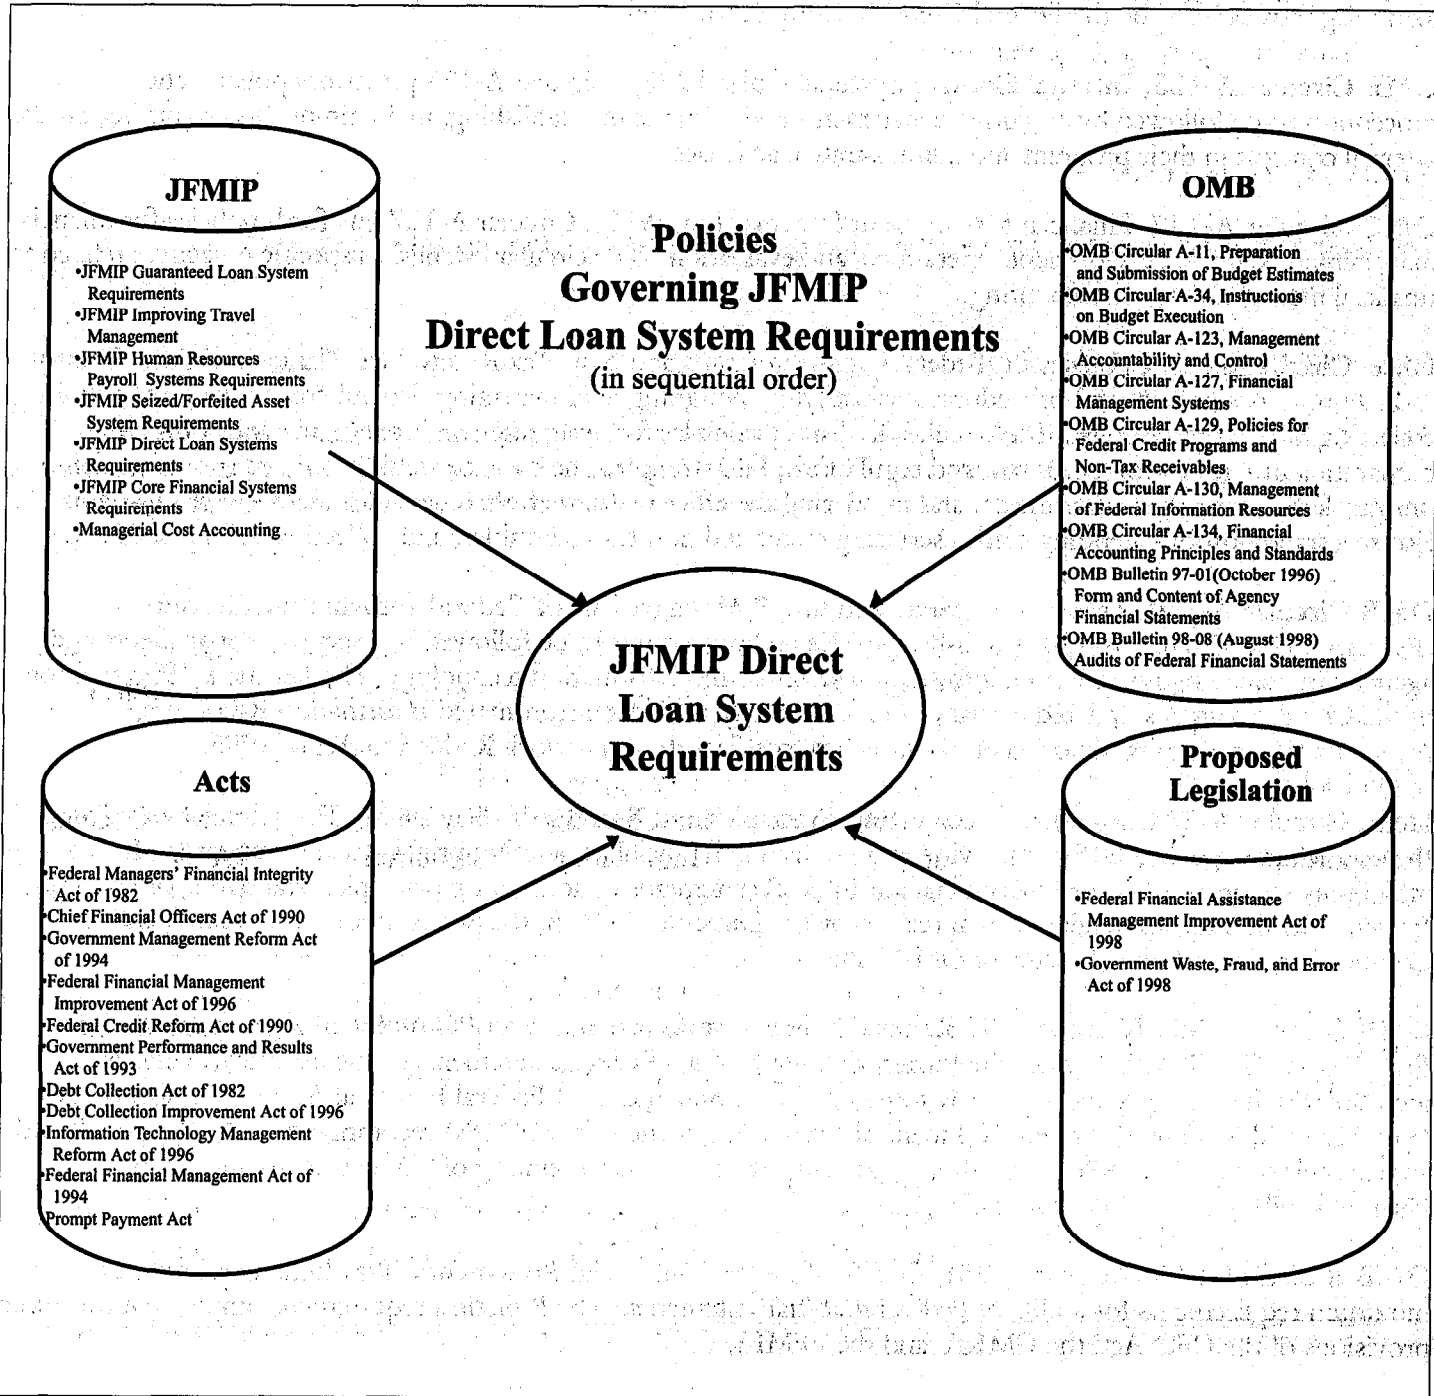 JFMIP
•JFMIP Guaranteed Loan System
Requirements
•JFMIP Improving Travel
Management
•JFMIP Human Resources
Payroll Systems Requirements
•JFMIP Seized/Forfeited Asset
System Requirements
•JFMIP Direct Loan Systems
Requirements
•JFMIP Core Financial Systems
Requirements
•Managerial Cost Accounting
Policies
Governing JFMIP
Direct Loan System Requirements
(in sequential order)
OMB
•OMB Circular A-11, Preparation
and Submission of Budget Estimates
•OMB Circular A-34, Instructions
on Budget Execution
•OMB Circular A-123, Management
Accountability and Control
•OMB Circular A-127, Financial
Management Systems
•OMB Circular A-129, Policies for
Federal Credit Programs and
Non-Tax Receivables
•OMB Circular A-130, Management
of Federal Information Resources
•OMB Circular A-134, Financial
Accounting Principles and Standards
•OMB Bulletin 97-01(October 1996)
Form and Content of Agency
Financial Statements
•OMB Bulletin 98-08 (August 1998)
Audits of Federal Financial Statements
JFMIP Direct
Loan System
Requirements
Acts
•Federal Managers' Financial Integrity
Act of 1982
•Chief Financial Officers Act of 1990
•Government Management Reform Act
of 1994
•Federal Financial Management
Improvement Act of 1996
•Federal Credit Reform Act of 1990
•Government Performance and Results
Act of 1993
•Debt Collection Act of 1982
•Debt Collection Improvement Act of 1996
•Information Technology Management
Reform Act of 1996
•Federal Financial Management Act of
1994
•Prompt Payment Act
Proposed
Legislation
•Federal Financial Assistance
Management Improvement Act of
1998
•Government Waste, Fraud, and Error
Act of 1998